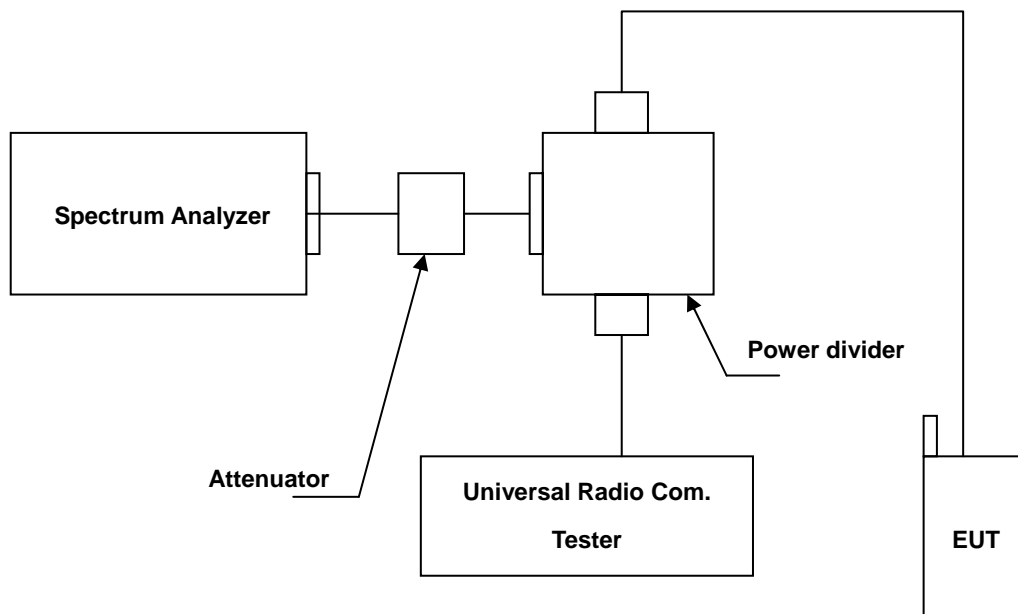 Spectrum Analyzer
Power divider
Attenuator
Universal Radio Com.
Tester
EUT